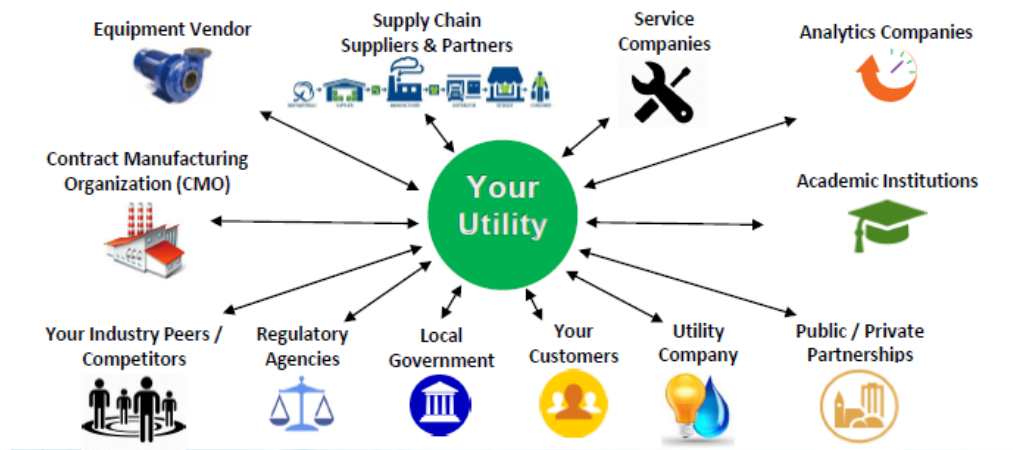 Equipment Vendor
Supply Chain
Suppliers & Partners
Service
Companies
Analytics Companies
Contract Manufacturing
Organization (CMO)
Your
Utility
Academic Institutions
Your Industry Peers /
Competitors
Regulatory
Agencies
Local
Government
Your
Customers
Utility
Company
Public / Private
Partnerships